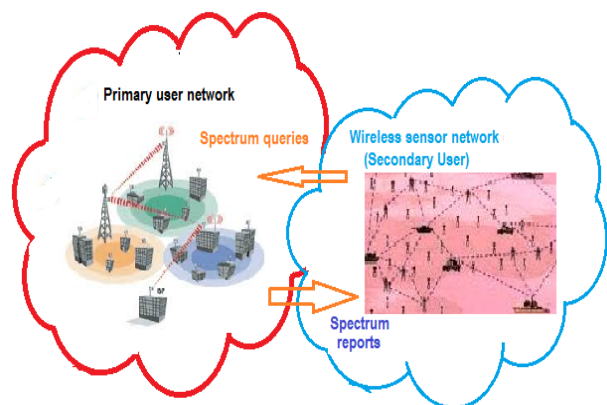 Primary user network
Spectrum queries
Wireless sensor network
(Secondary User)
Spectrum
reports